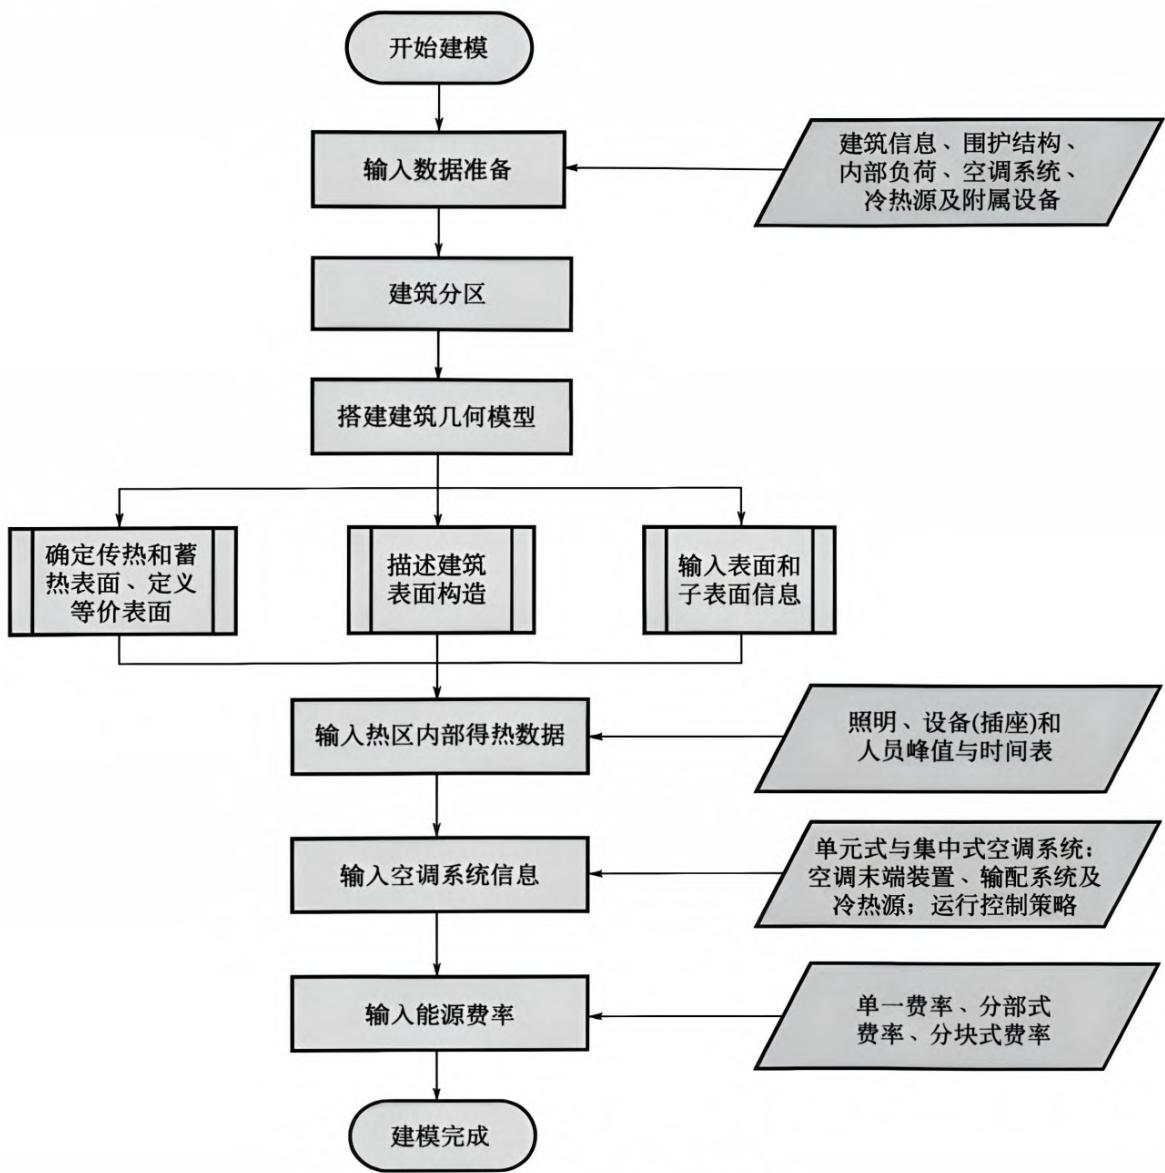 开始建模
输入数据准备
建筑信息、围护结构、
内部负荷、空调系统、
冷热源及附属设备
建筑分区
搭建建筑几何模型
确定传热和蓄
热表面、定义
等价表面
描述建筑
表面构造
输入表面和
子表面信息
输入热区内部得热数据
照明、设备(插座)和
人员峰值与时间表
输入空调系统信息
单元式与集中式空调系统；
空调末端装置、输配系统及
冷热源；运行控制策略
输入能源费率
单一费率、分部式
费率、分块式费率
建模完成